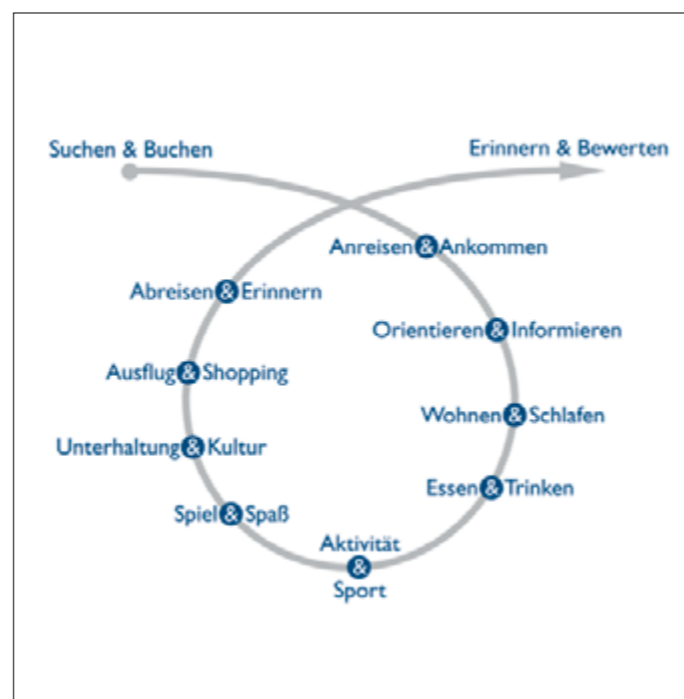 Suchen & Buchen
Erinnern & Bewerten
Anreisen & Ankommen
Abreisen & Erinnern
Orientieren & Informieren
Ausflug & Shopping
Wohnen & Schlafen
Unterhaltung & Kultur
Essen & Trinken
Spiel & Spaß
Aktivität
&
Sport